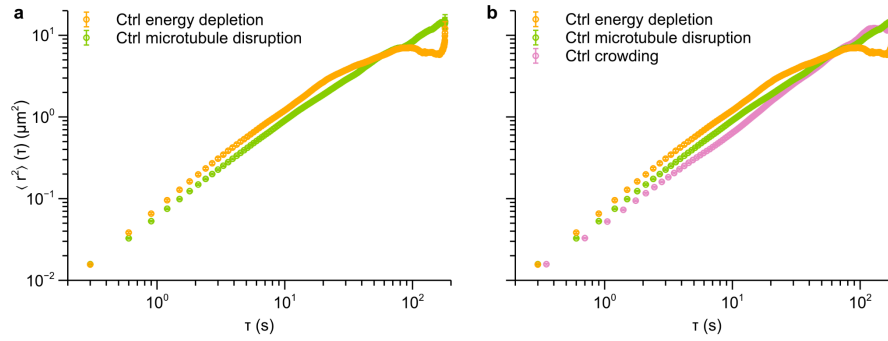 a
Ctrl energy depletion
Ctrl microtubule disruption
10¹
10⁰
10⁻¹
10⁻²
⟨ r²⟩ (τ) (μm²)
10⁰ 10¹ 10²
τ (s)
b
Ctrl energy depletion
Ctrl microtubule disruption
Ctrl crowding
10⁰ 10¹ 10²
τ (s)